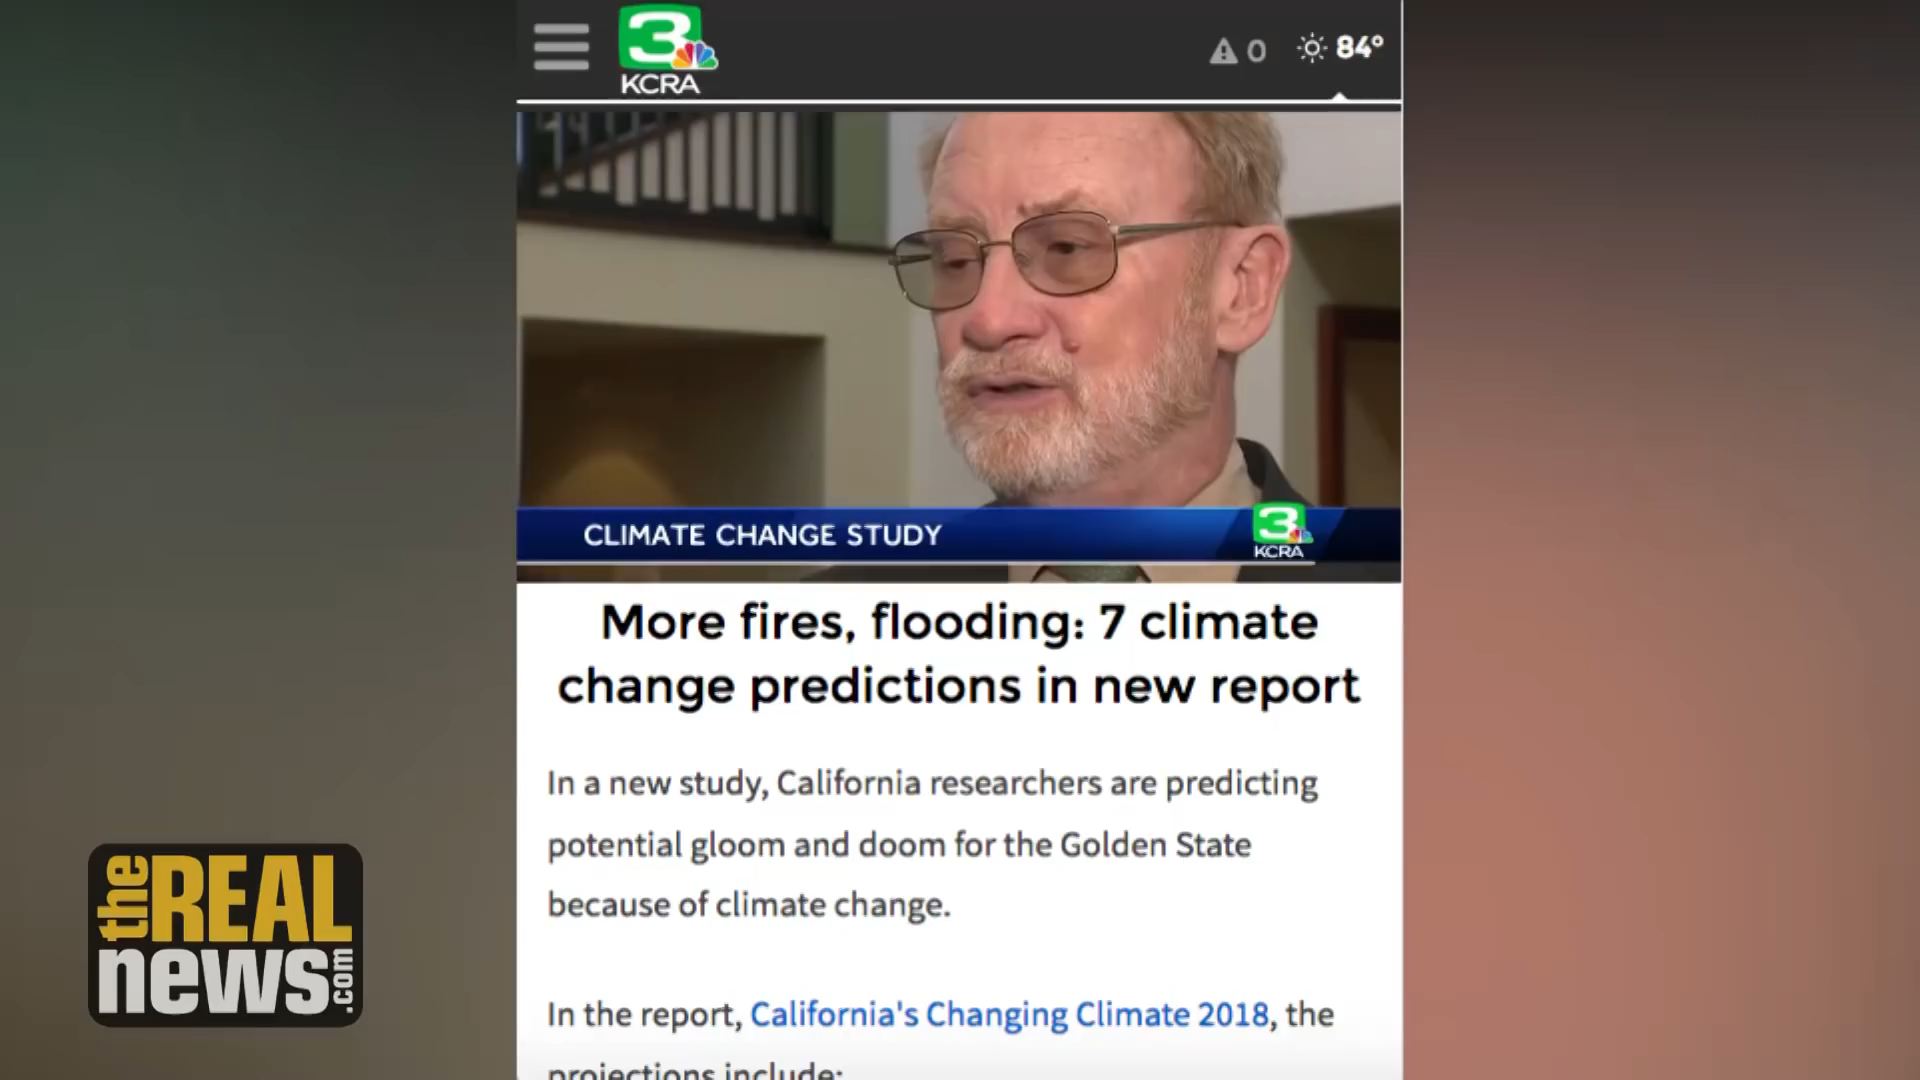 3
KCRA
0
84°
CLIMATE CHANGE STUDY
3
KCRA
More fires, flooding: 7 climate
change predictions in new report
In a new study, California researchers are predicting
potential gloom and doom for the Golden State
because of climate change.
In the report, California's Changing Climate 2018, the
projections include:
the REAL
news.com